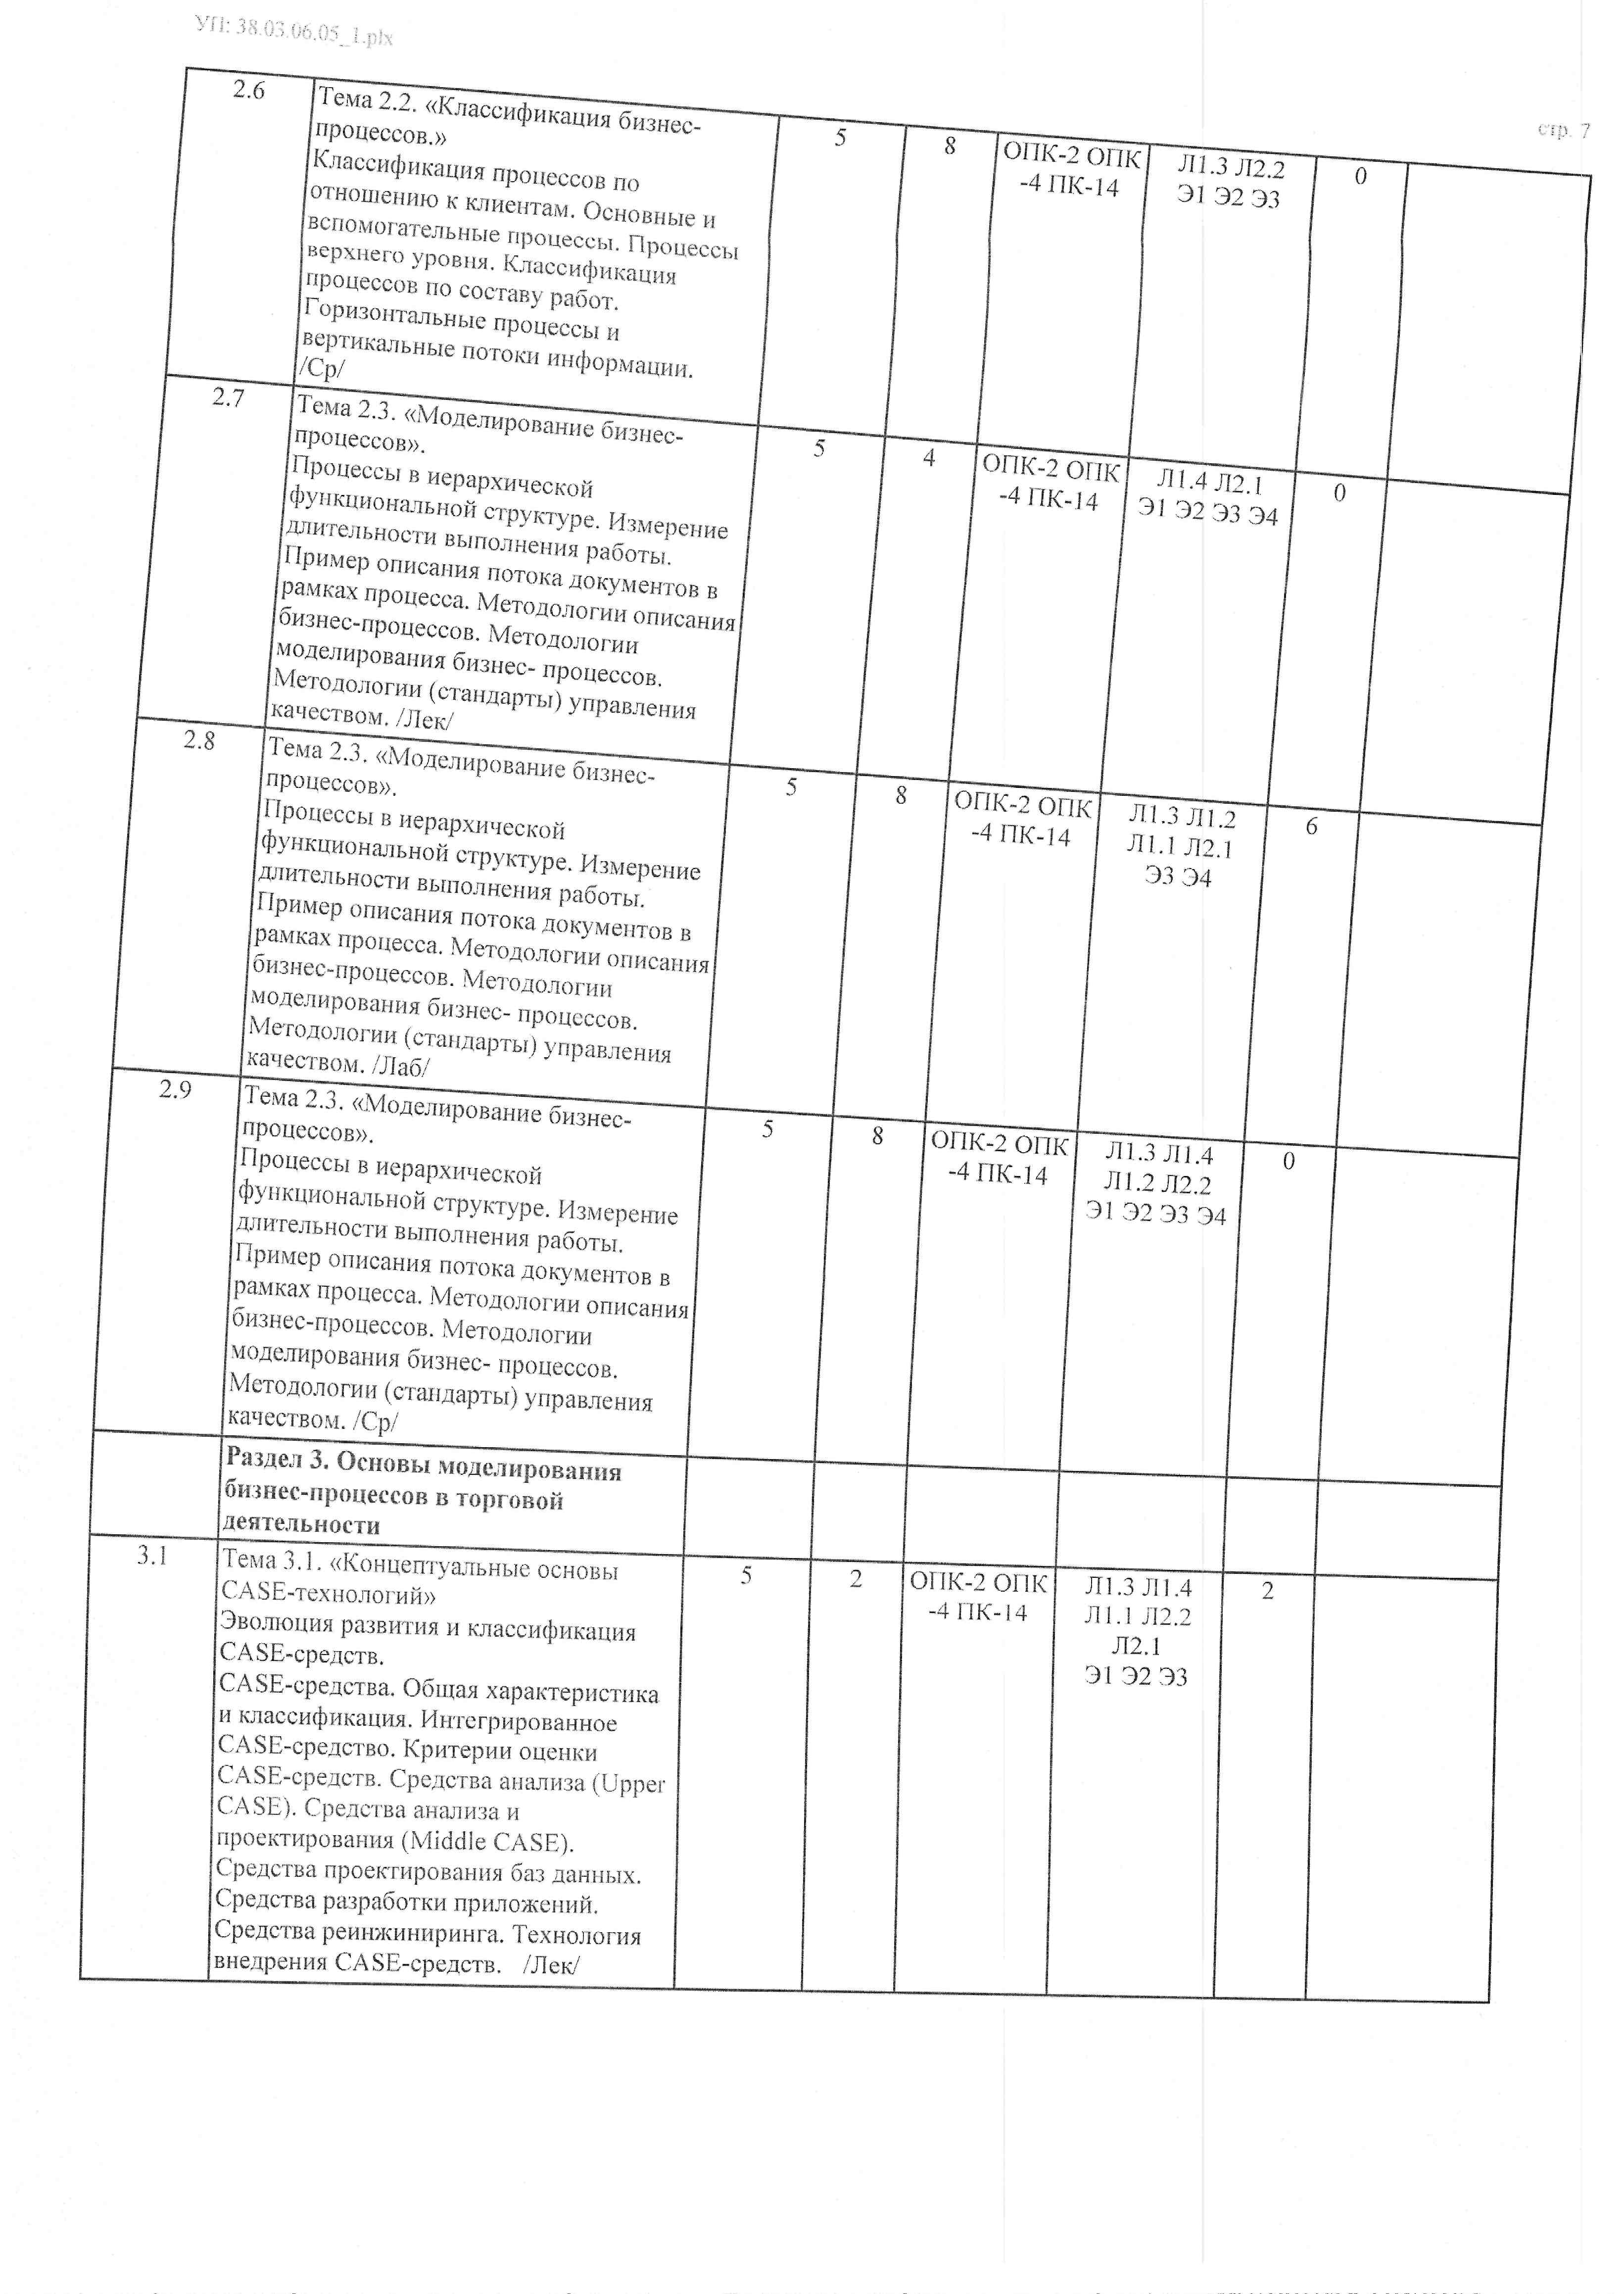 УП: 38.03.06.05_1.plx
стр. 7
2.6
Тема 2.2. «Классификация бизнес-
процессов.»
Классификация процессов по
отношению к клиентам. Основные и
вспомогательные процессы. Процессы
верхнего уровня. Классификация
процессов по составу работ.
Горизонтальные процессы и
вертикальные потоки информации.
/Ср/
5
8
ОПК-2 ОПК
-4 ПК-14
Л1.3 Л2.2
Э1 Э2 Э3
0
2.7
Тема 2.3. «Моделирование бизнес-
процессов».
Процессы в иерархической
функциональной структуре. Измерение
длительности выполнения работы.
Пример описания потока документов в
рамках процесса. Методологии описания
бизнес-процессов. Методологии
моделирования бизнес- процессов.
Методологии (стандарты) управления
качеством. /Лек/
5
4
ОПК-2 ОПК
-4 ПК-14
Л1.4 Л2.1
Э1 Э2 Э3 Э4
0
2.8
Тема 2.3. «Моделирование бизнес-
процессов».
Процессы в иерархической
функциональной структуре. Измерение
длительности выполнения работы.
Пример описания потока документов в
рамках процесса. Методологии описания
бизнес-процессов. Методологии
моделирования бизнес- процессов.
Методологии (стандарты) управления
качеством. /Лаб/
5
8
ОПК-2 ОПК
-4 ПК-14
Л1.3 Л1.2
Л1.1 Л2.1
Э3 Э4
6
2.9
Тема 2.3. «Моделирование бизнес-
процессов».
Процессы в иерархической
функциональной структуре. Измерение
длительности выполнения работы.
Пример описания потока документов в
рамках процесса. Методологии описания
бизнес-процессов. Методологии
моделирования бизнес- процессов.
Методологии (стандарты) управления
качеством. /Ср/
5
8
ОПК-2 ОПК
-4 ПК-14
Л1.3 Л1.4
Л1.2 Л2.2
Э1 Э2 Э3 Э4
0
Раздел 3. Основы моделирования
бизнес-процессов в торговой
деятельности
3.1
Тема 3.1. «Концептуальные основы
CASE-технологий»
Эволюция развития и классификация
CASE-средств.
CASE-средства. Общая характеристика
и классификация. Интегрированное
CASE-средство. Критерии оценки
CASE-средств. Средства анализа (Upper
CASE). Средства анализа и
проектирования (Middle CASE).
Средства проектирования баз данных.
Средства разработки приложений.
Средства реинжиниринга. Технология
внедрения CASE-средств. /Лек/
5
2
ОПК-2 ОПК
-4 ПК-14
Л1.3 Л1.4
Л1.1 Л2.2
Л2.1
Э1 Э2 Э3
2